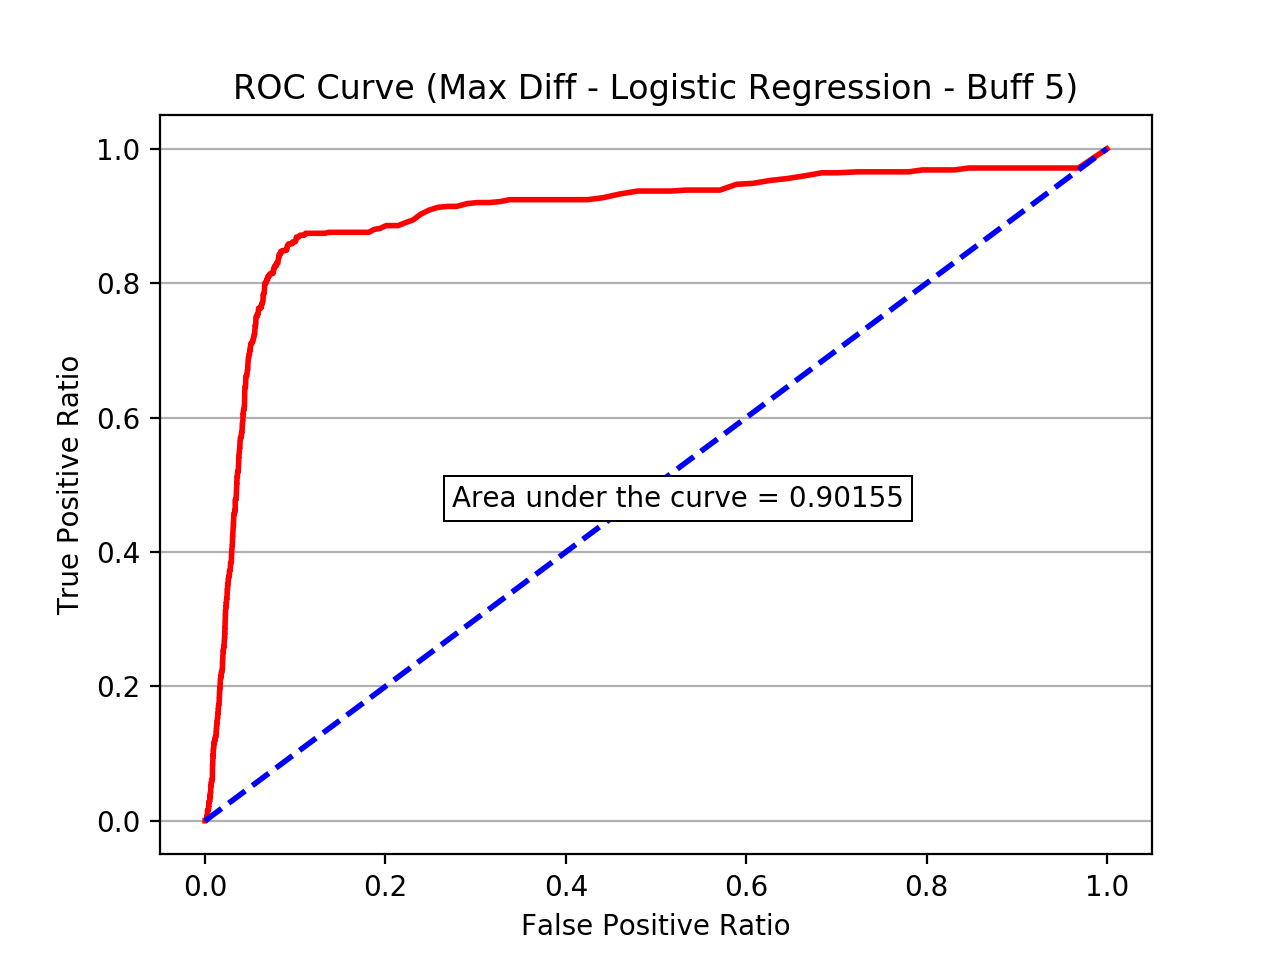 ROC Curve (Max Diff - Logistic Regression - Buff 5)
1.0
0.8
0.6
0.4
0.2
0.0
True Positive Ratio
Area under the curve = 0.90155
0.0 0.2 0.4 0.6 0.8 1.0
False Positive Ratio